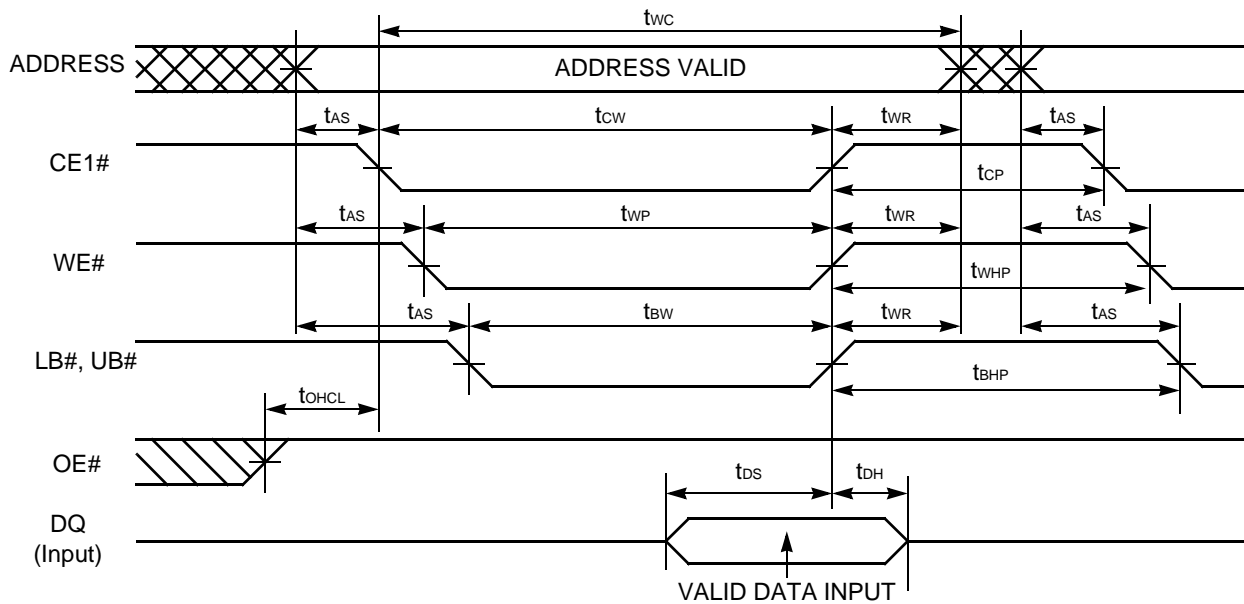 tWC
ADDRESS
ADDRESS VALID
tAS
tCW
tWR
tAS
CE1#
tCP
tAS
tWP
tWR
tAS
WE#
tWHP
tAS
tBW
tWR
tAS
LB#, UB#
tBHP
tOHCL
OE#
tDS
tDH
DQ
(Input)
VALID DATA INPUT